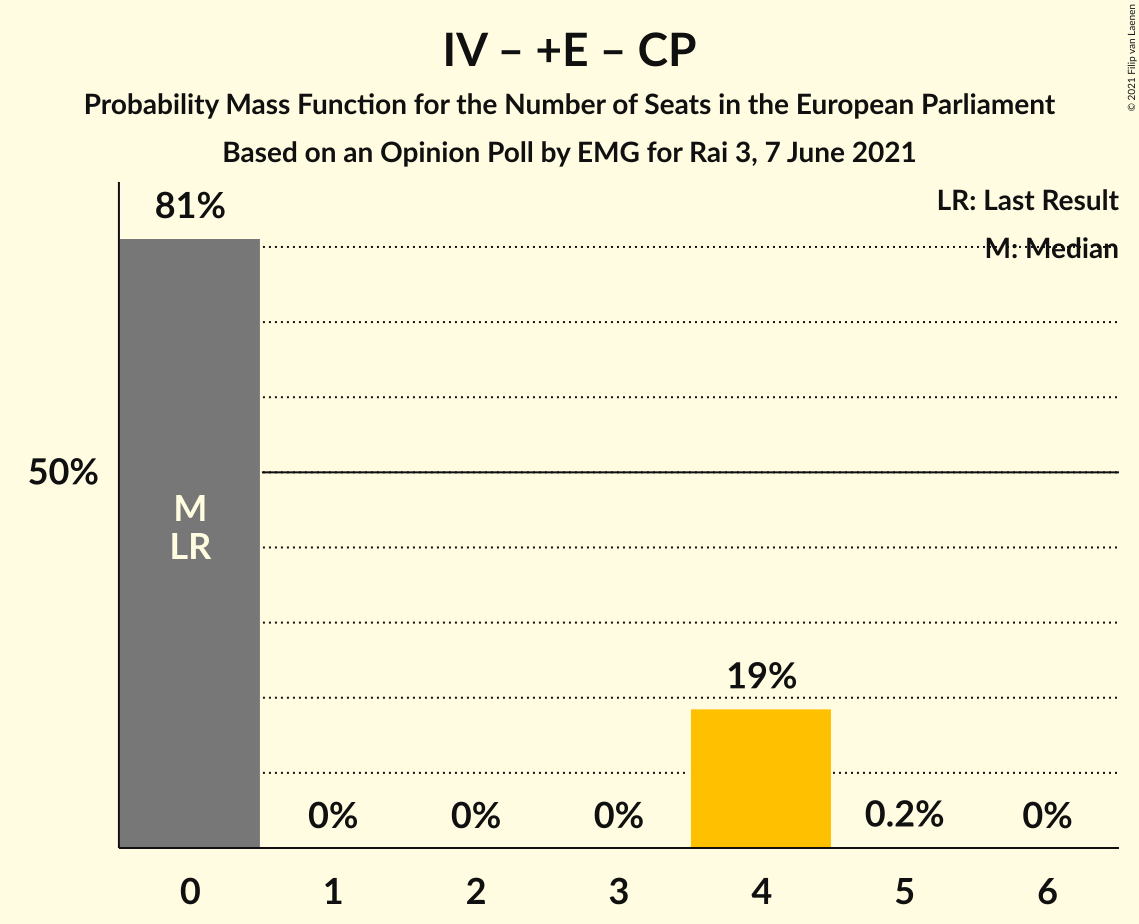 IV – +E – CP
Probability Mass Function for the Number of Seats in the European Parliament
Based on an Opinion Poll by EMG for Rai 3, 7 June 2021
© 2021 Filip van Laenen
LR: Last Result
M: Median
81%
50%
M
LR
19%
0%
0%
0%
0.2%
0%
0 1 2 3 4 5 6